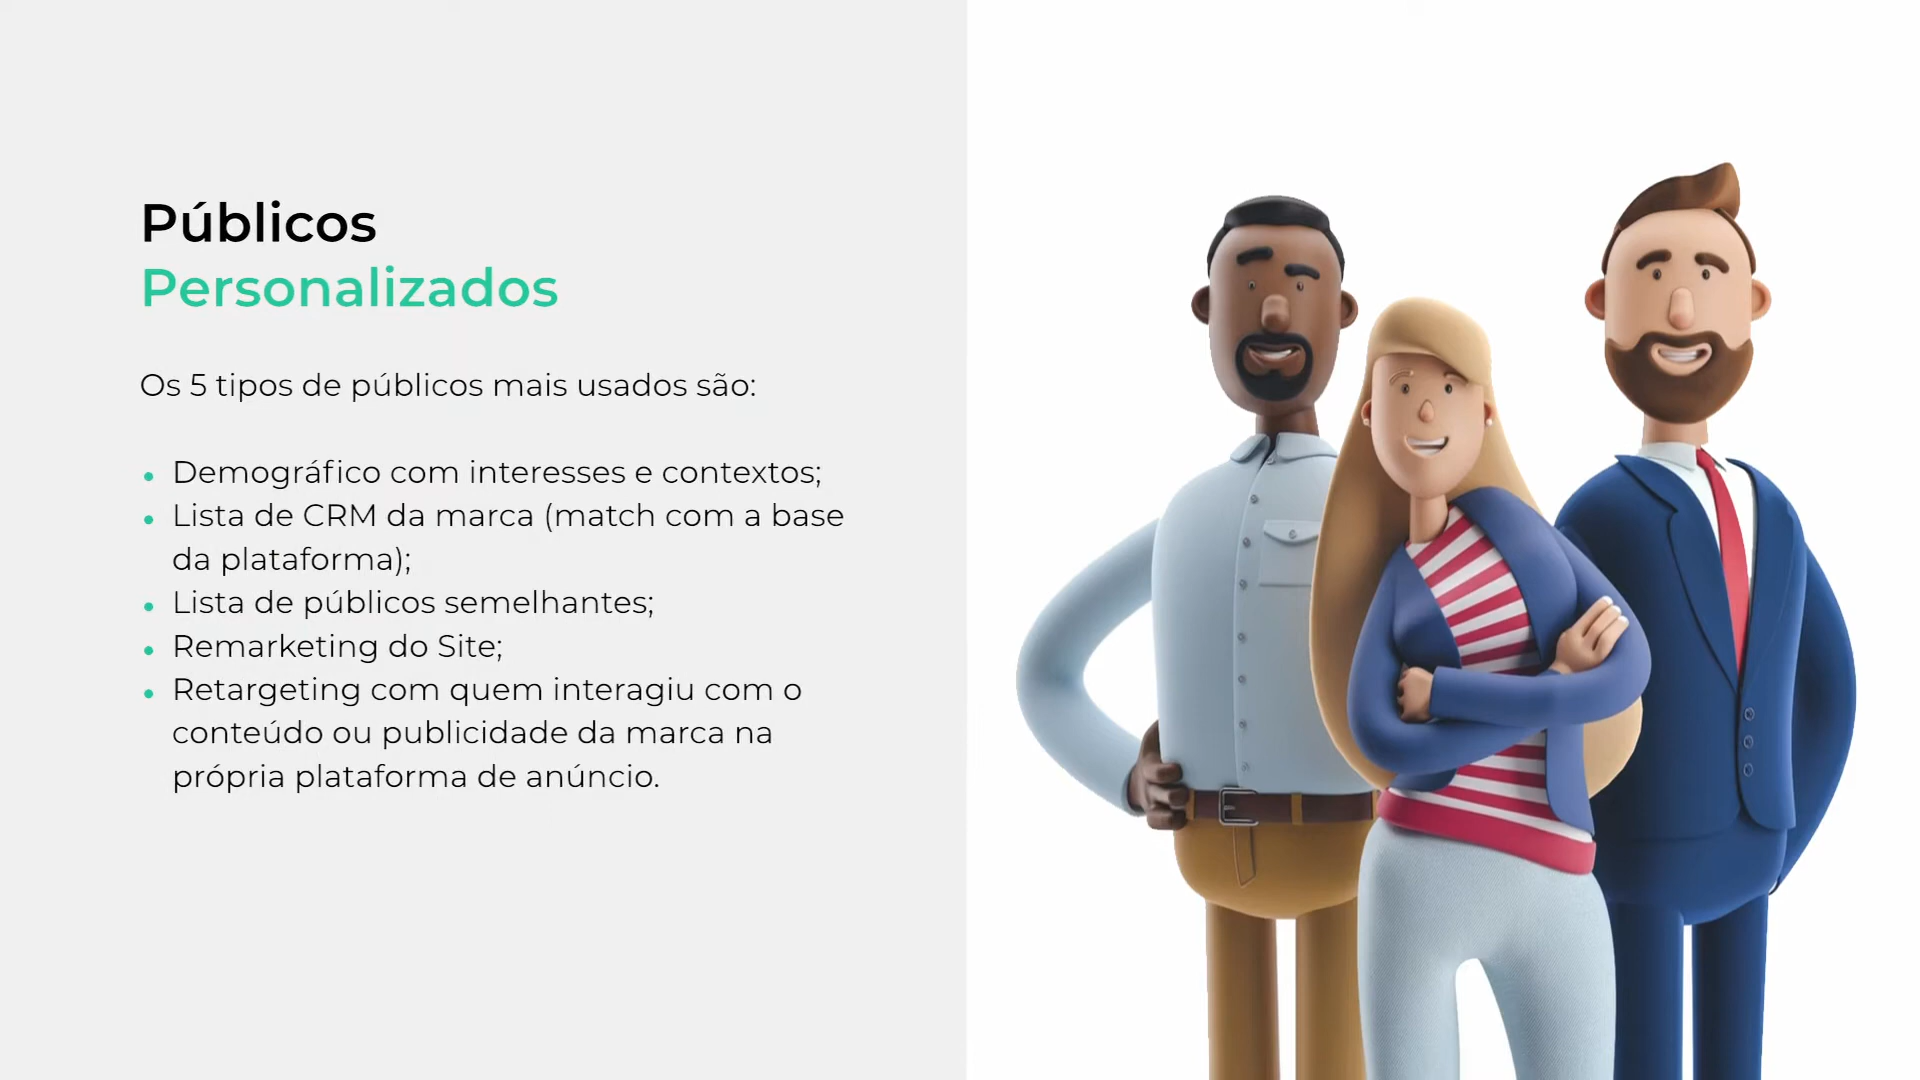 Públicos
Personalizados
Os 5 tipos de públicos mais usados são:
• Demográfico com interesses e contextos;
• Lista de CRM da marca (match com a base
da plataforma);
• Lista de públicos semelhantes;
• Remarketing do Site;
• Retargeting com quem interagiu com o
conteúdo ou publicidade da marca na
própria plataforma de anúncio.